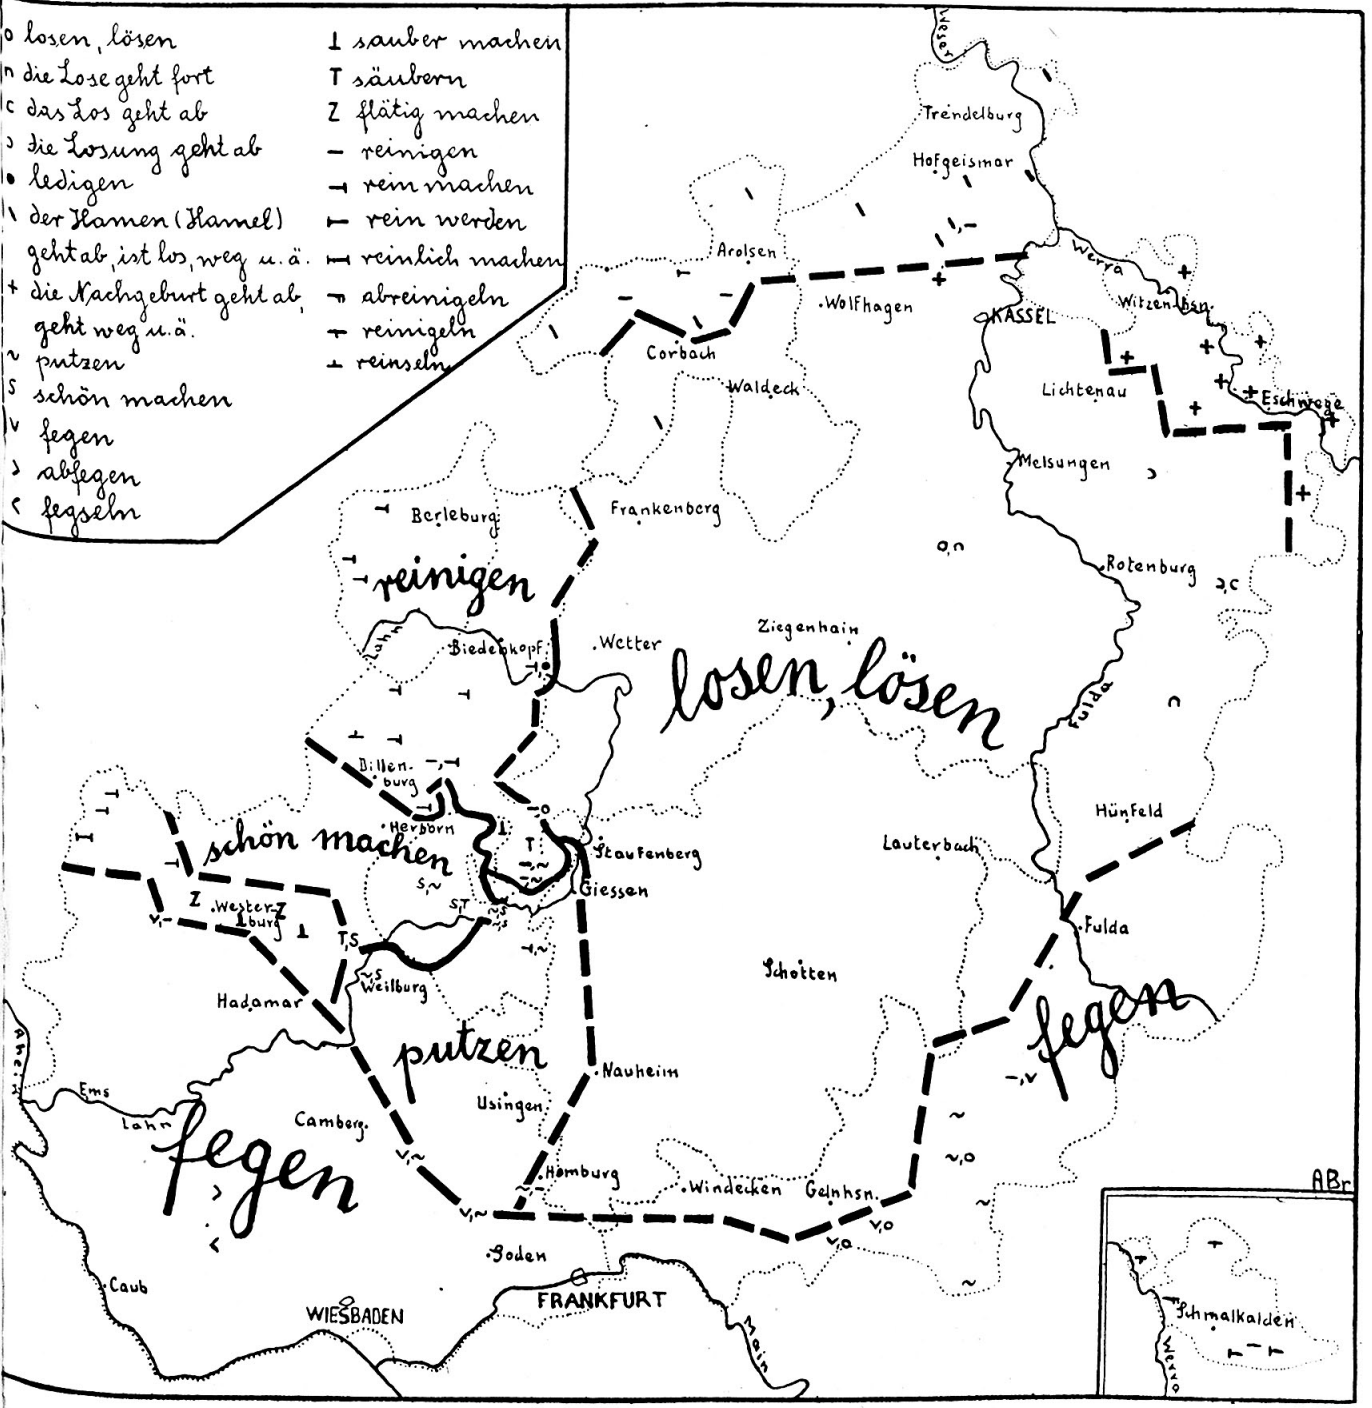 o losen, lösen
n die Lose geht fort
c das Los geht ab
ɔ die Losung geht ab
• ledigen
\ der Hamen (Hamel)
geht ab, ist los, weg u. ä.
+ die Nachgeburt geht ab,
geht weg u. ä.
~ putzen
S schön machen
v fegen
› abfegen
‹ fegseln
⊥ sauber machen
T säubern
Z flätig machen
– reinigen
⊣ rein machen
⊢ rein werden
reinlich machen
abreinigeln
reinigeln
reinseln
Weser
Trendelburg
Hofgeismar
Arolsen
Wolfhagen
KASSEL
Werra
Witzenhsn.
Corbach
Waldeck
Lichtenau
Eschwege
Melsungen
Berleburg
Frankenberg
reinigen
Rotenburg
Lahn
Biedenkopf
Wetter
Ziegenhain
losen, lösen
Fulda
Dillen-
burg
Herborn
schön machen
Staufenberg
Giessen
Lauterbach
Hünfeld
Wester-
burg
Fulda
Weilburg
Hadamar
Schotten
fegen
putzen
Nauheim
Rhein
Ems
Lahn
Usingen
Camberg
fegen
Homburg
Windecken
Gelnhsn.
ABr
Soden
Caub
WIESBADEN
FRANKFURT
Main
Schmalkalden
Werra